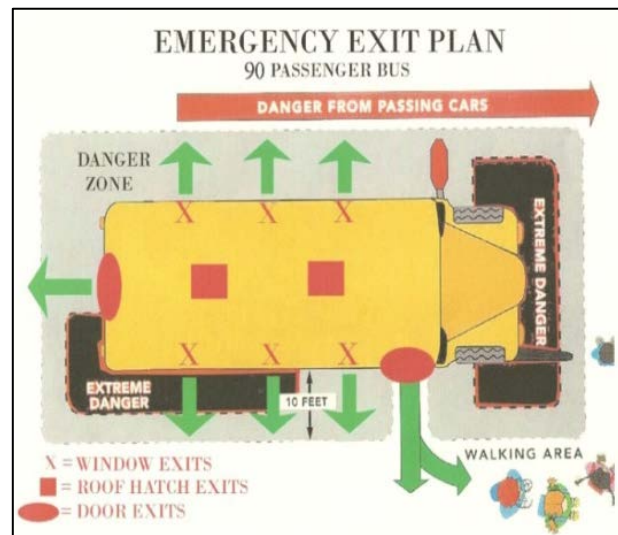 EMERGENCY EXIT PLAN
90 PASSENGER BUS
DANGER FROM PASSING CARS
DANGER
ZONE
X X X
EXTREME DANGER
X X X
EXTREME
DANGER
10 FEET
WALKING AREA
X = WINDOW EXITS
= ROOF HATCH EXITS
= DOOR EXITS